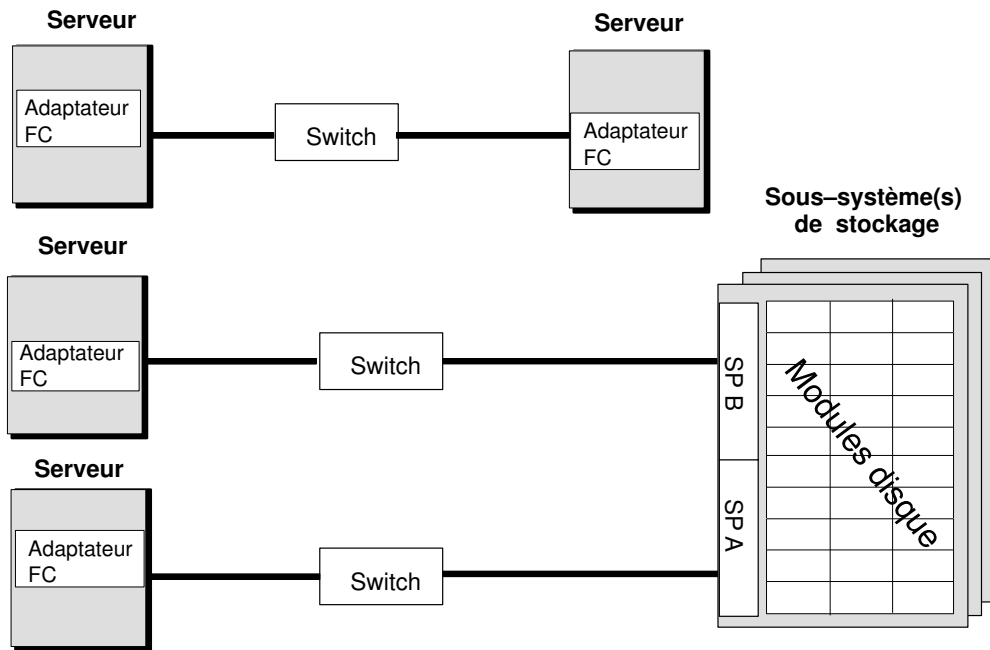 Serveur
Serveur
Adaptateur
FC
Switch
Adaptateur
FC
Sous–système(s)
de stockage
Serveur
Adaptateur
FC
Switch
SP B
Modules disque
Serveur
SP A
Adaptateur
FC
Switch